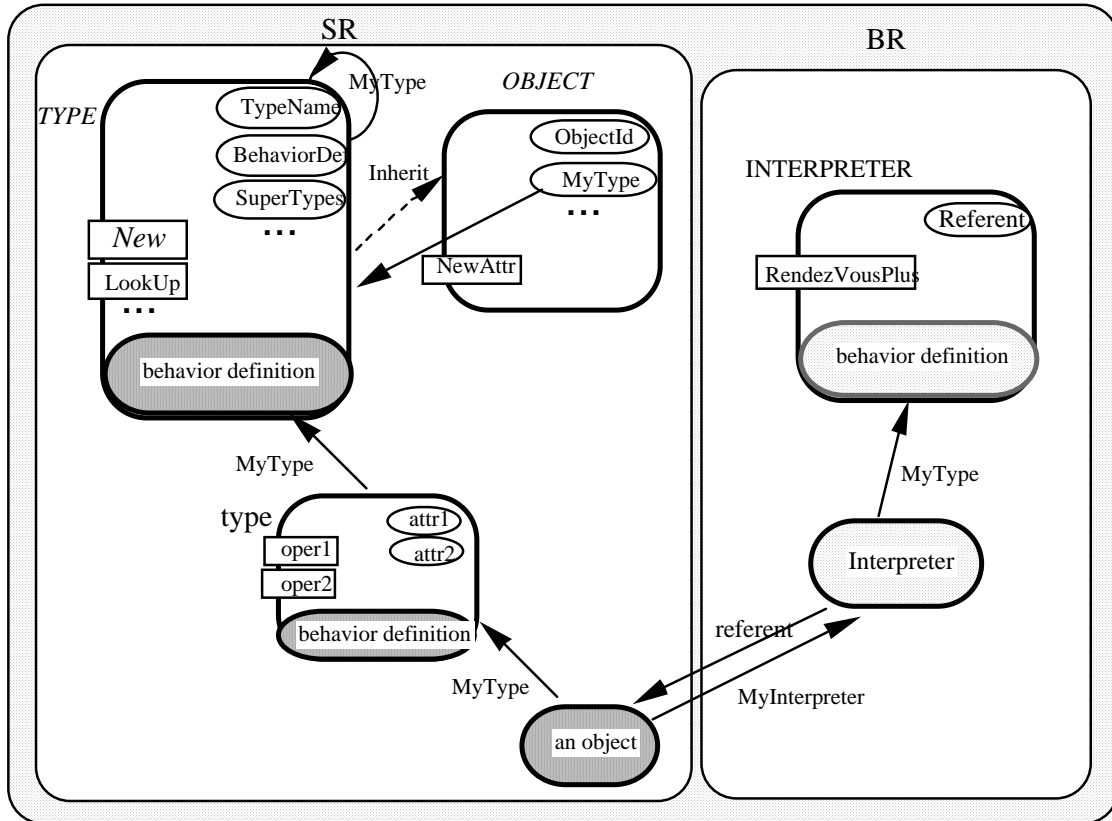 SR
BR
TYPE
TypeName
MyType
OBJECT
BehaviorDef
SuperTypes
...
New
LookUp
...
behavior definition
Inherit
ObjectId
MyType
...
NewAttr
INTERPRETER
Referent
RendezVousPlus
behavior definition
MyType
MyType
type
attr1
attr2
oper1
oper2
behavior definition
MyType
Interpreter
referent
MyInterpreter
an object